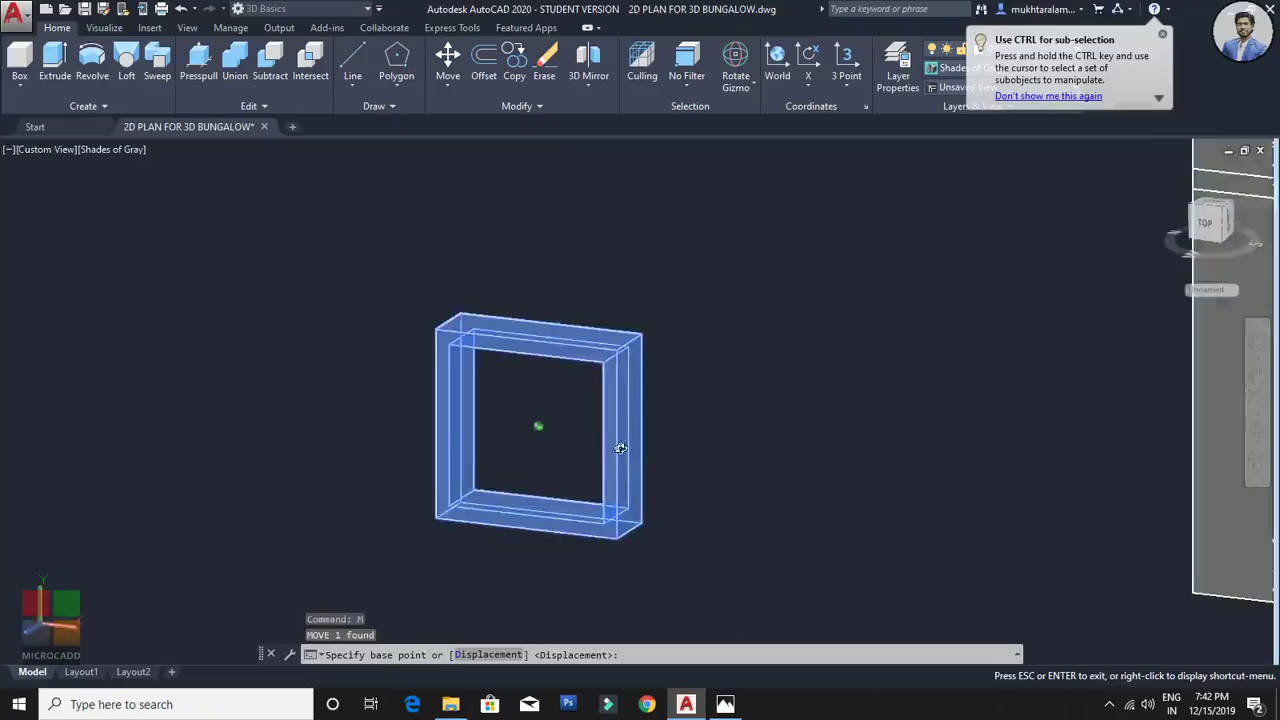 3D Basics
Autodesk AutoCAD 2020 - STUDENT VERSION 2D PLAN FOR 3D BUNGALOW.dwg
Type a keyword or phrase
mukhtaralam...
Home Visualize Insert View Manage Output Collaborate Express Tools Featured Apps
Box Extrude Revolve Loft Sweep Presspull Union Intersect Line Polygon Move Offset Copy Erase 3D Mirror Culling No Filter Rotate Gizmo World X 3 Point Layer Properties
Create Edit Draw Modify Selection Coordinates
Use CTRL for sub-selection
Press and hold the CTRL key and use
the cursor to select a set of
subobjects to manipulate.
Don't show me this again
Start 2D PLAN FOR 3D BUNGALOW*
[−][Custom View][Shades of Gray]
TOP
Unnamed
Y
MICROCADD
Command: M
MOVE 1 found
Specify base point or [Displacement] <Displacement>:
Model Layout1 Layout2
Press ESC or ENTER to exit, or right-click to display shortcut-menu.
Type here to search
ENG
IN
7:42 PM
12/15/2019
2